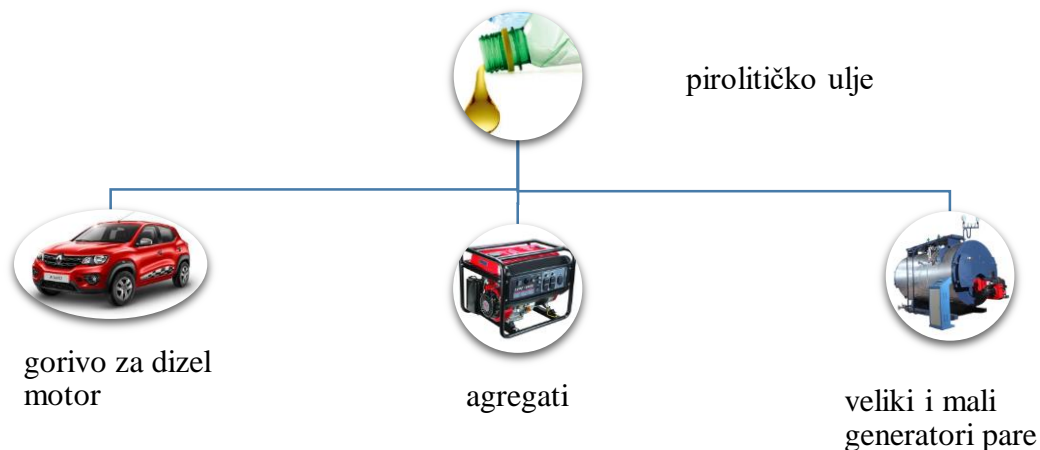 pirolitičko ulje
gorivo za dizel
motor
agregati
veliki i mali
generatori pare